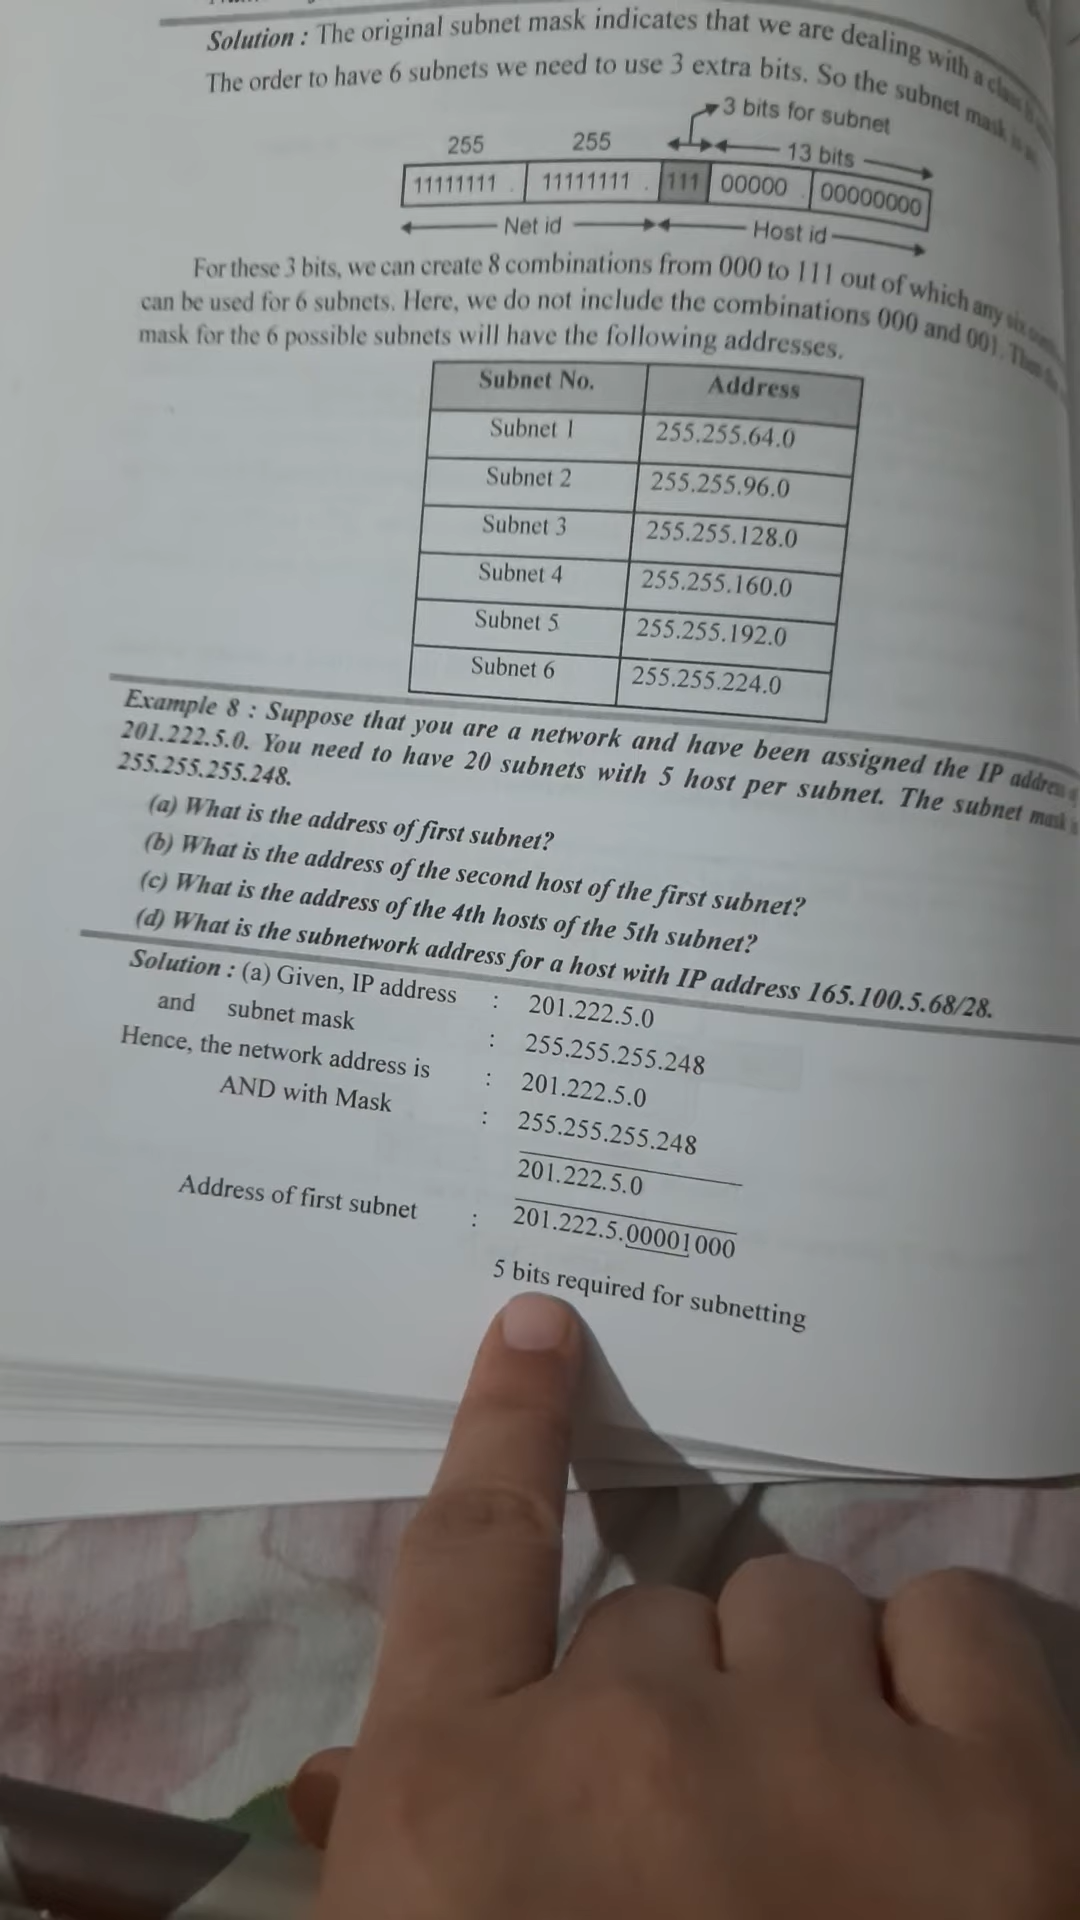 Solution : The original subnet mask indicates that we are dealing with a class
The order to have 6 subnets we need to use 3 extra bits. So the subnet mask is
3 bits for subnet
255 255 13 bits
11111111 . 11111111 . 111 00000 . 00000000
Net id Host id
For these 3 bits, we can create 8 combinations from 000 to 111 out of which any six
can be used for 6 subnets. Here, we do not include the combinations 000 and 001. Then
mask for the 6 possible subnets will have the following addresses.
Subnet No. Address
Subnet 1 255.255.64.0
Subnet 2 255.255.96.0
Subnet 3 255.255.128.0
Subnet 4 255.255.160.0
Subnet 5 255.255.192.0
Subnet 6 255.255.224.0
Example 8 : Suppose that you are a network and have been assigned the IP address
201.222.5.0. You need to have 20 subnets with 5 host per subnet. The subnet mask
255.255.255.248.
(a) What is the address of first subnet?
(b) What is the address of the second host of the first subnet?
(c) What is the address of the 4th hosts of the 5th subnet?
(d) What is the subnetwork address for a host with IP address 165.100.5.68/28.
Solution : (a) Given, IP address : 201.222.5.0
and subnet mask : 255.255.255.248
Hence, the network address is : 201.222.5.0
AND with Mask : 255.255.255.248
201.222.5.0
Address of first subnet : 201.222.5.00001000
5 bits required for subnetting